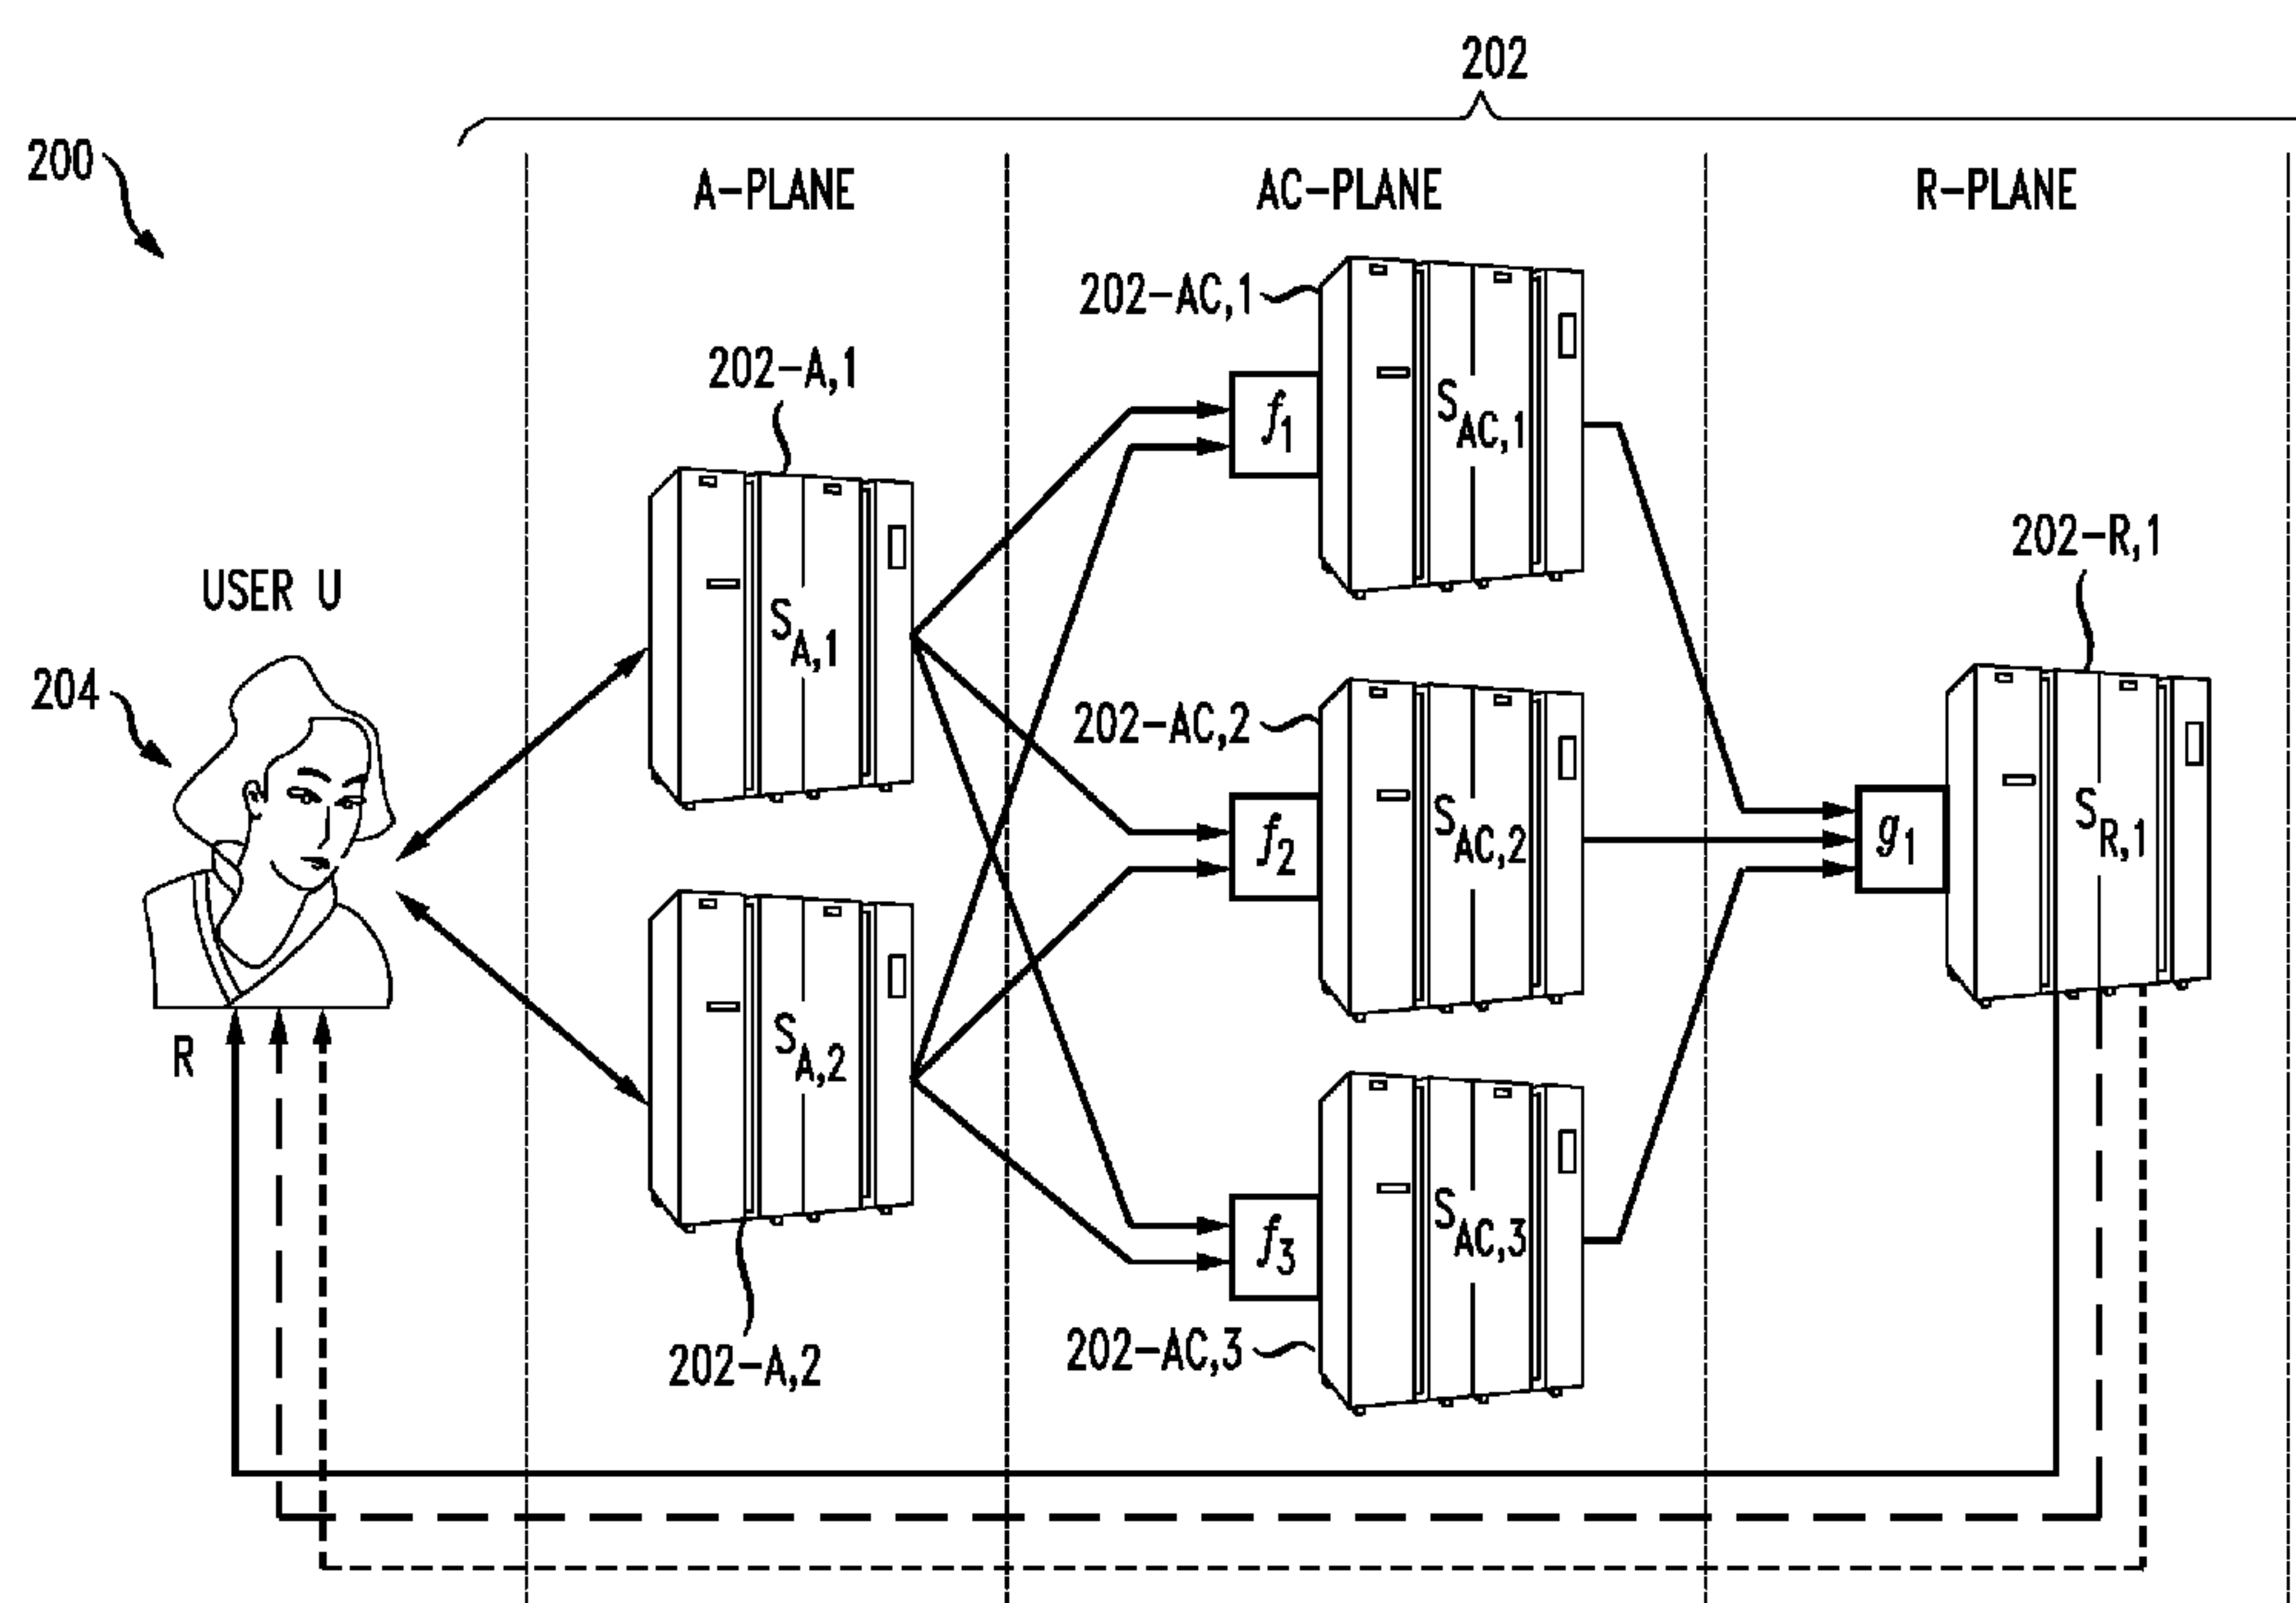 202
200
A-PLANE
AC-PLANE
R-PLANE
202-AC,1
202-A,1
f1
SAC,1
202-R,1
USER U
SA,1
204
202-AC,2
f2
SAC,2
g1
SR,1
R
SA,2
f3
SAC,3
202-A,2
202-AC,3